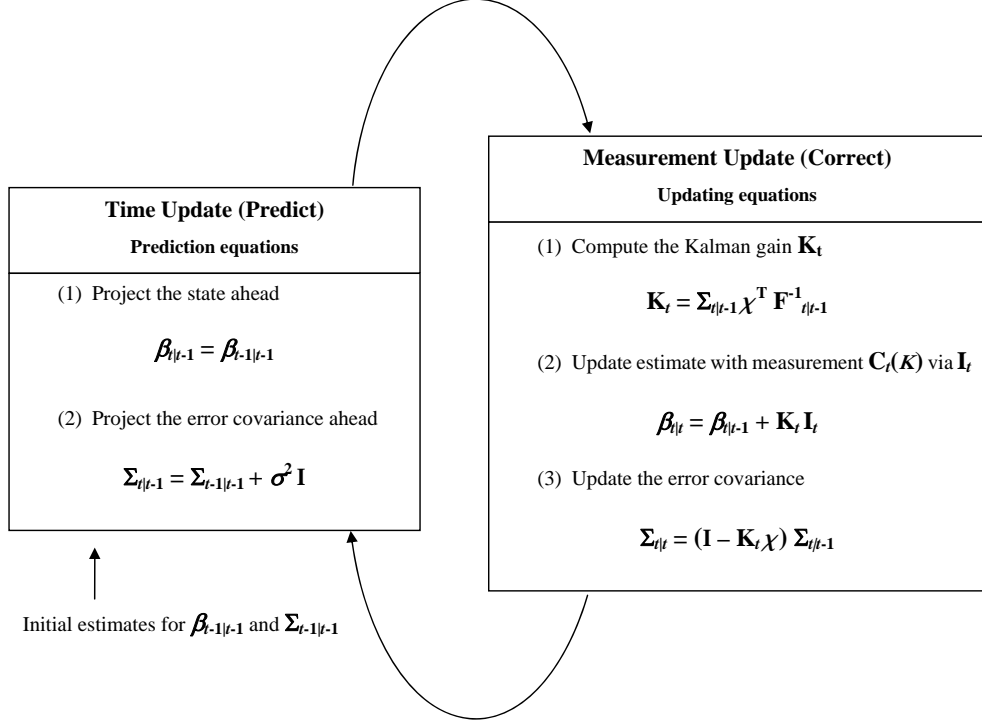 Time Update (Predict)
Prediction equations
(1) Project the state ahead
β_{t|t-1} = β_{t-1|t-1}
(2) Project the error covariance ahead
Σ_{t|t-1} = Σ_{t-1|t-1} + σ² I
Initial estimates for β_{t-1|t-1} and Σ_{t-1|t-1}
Measurement Update (Correct)
Updating equations
(1) Compute the Kalman gain K_t
K_t = Σ_{t|t-1} χ^T F^{-1}_{t|t-1}
(2) Update estimate with measurement C_t(K) via I_t
β_{t|t} = β_{t|t-1} + K_t I_t
(3) Update the error covariance
Σ_{t|t} = (I – K_t χ) Σ_{t/t-1}